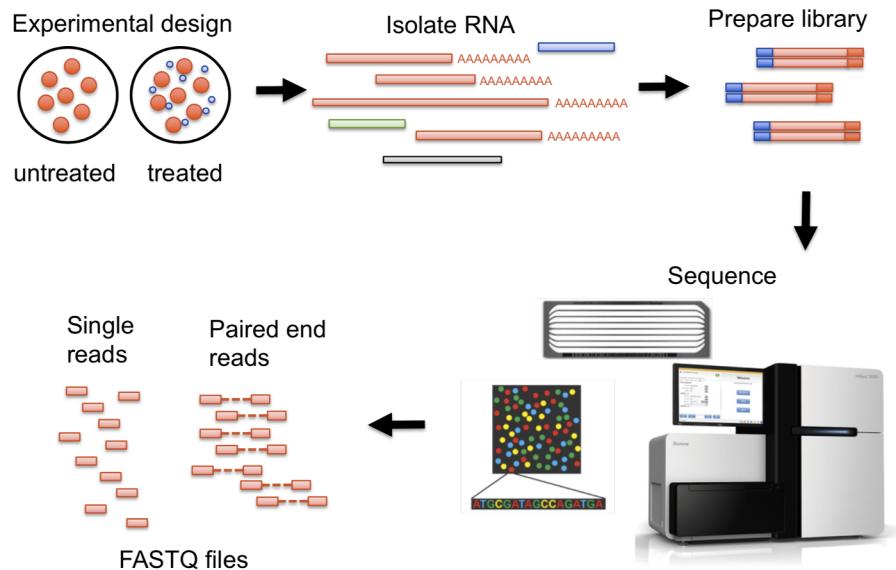 Experimental design
untreated
treated
Isolate RNA
AAAAAAAAA
AAAAAAAAA
AAAAAAAAA
AAAAAAAAA
Prepare library
Sequence
illumina
ATGCGATAGCCAGATGA
Single
reads
Paired end
reads
FASTQ files